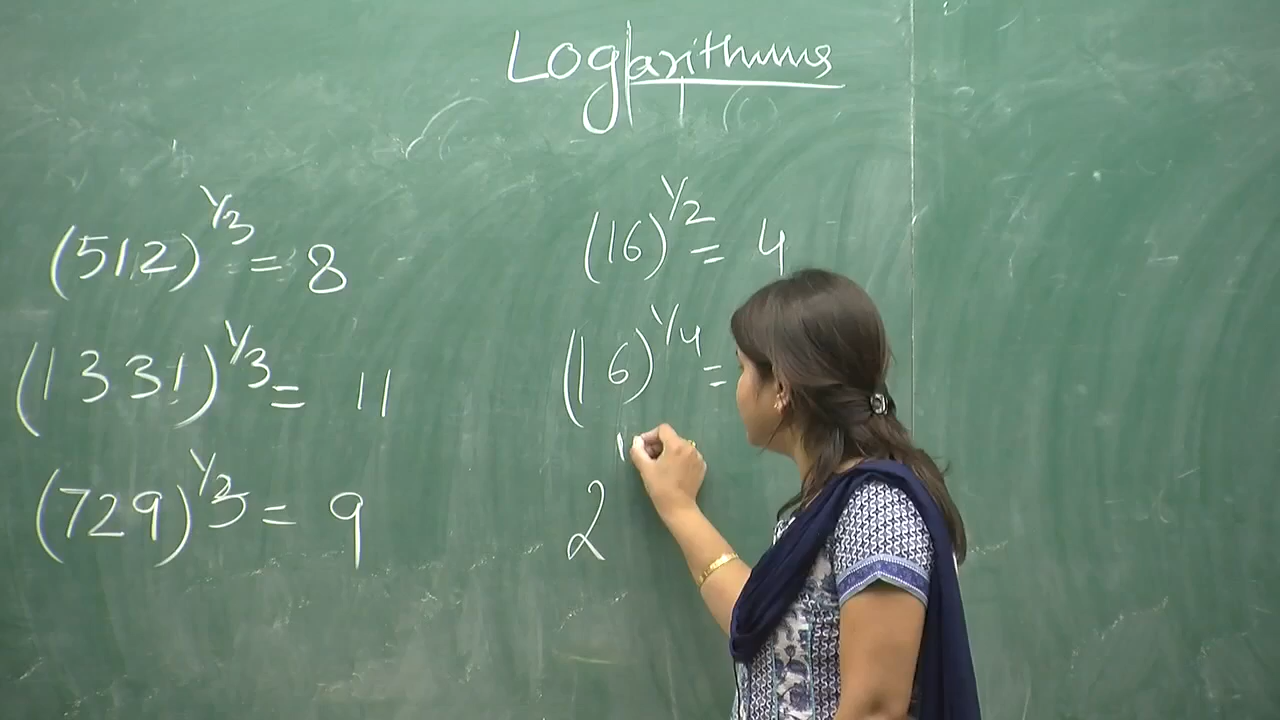 Logarithms
(512)^1/3 = 8
(1331)^1/3 = 11
(729)^1/3 = 9
(16)^1/2 = 4
(16)^1/4 =
2